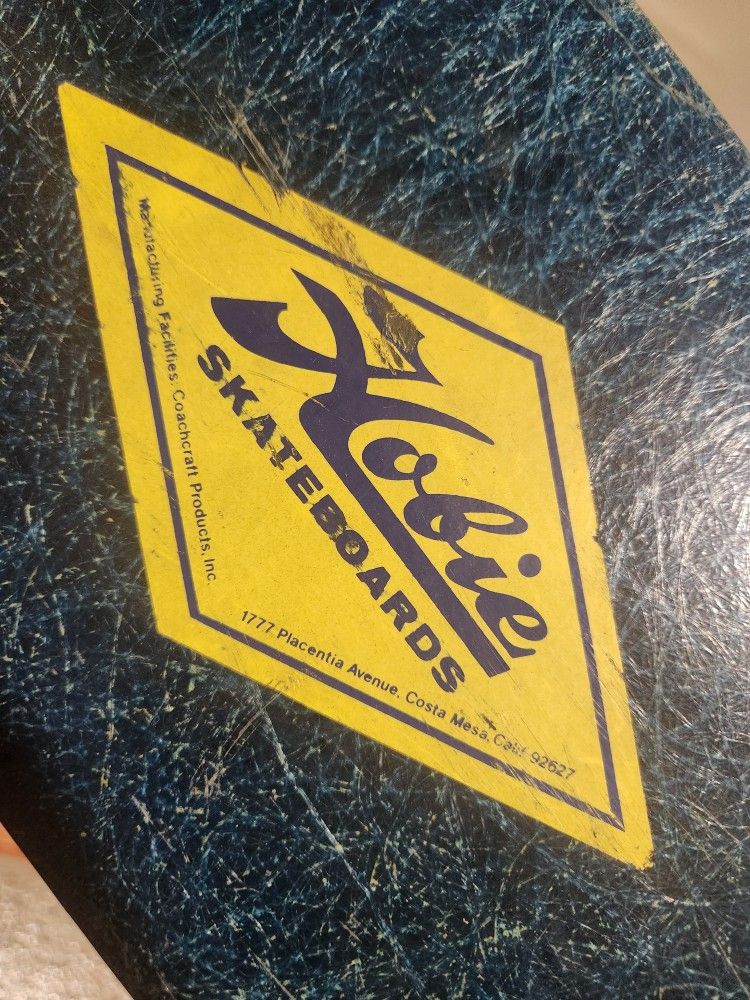 Hobie
SKATEBOARDS
Manufacturing Facilities: Coachcraft Products, Inc.
1777 Placentia Avenue, Costa Mesa, Calif. 92627